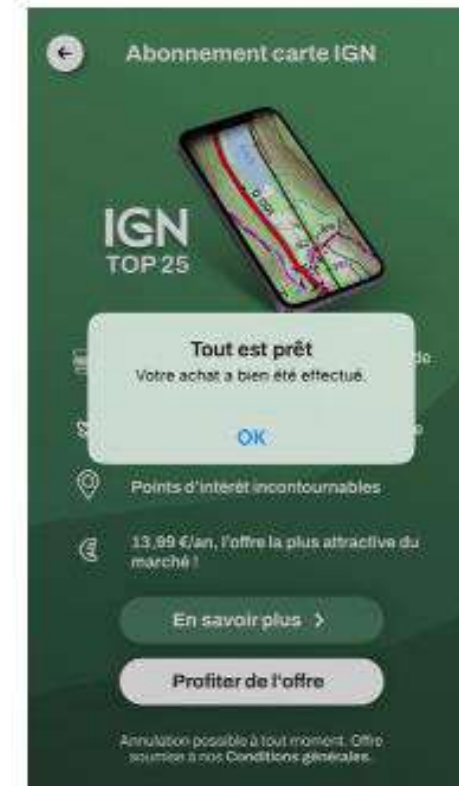 Abonnement carte IGN
IGN
TOP 25
Tout est prêt
de
Votre achat a bien été effectué.
OK
Points d'intérêt incontournables
13,99 €/an, l'offre la plus attractive du
marché !
En savoir plus >
Profiter de l'offre
Annulation possible à tout moment. Offre
soumise à nos Conditions générales.